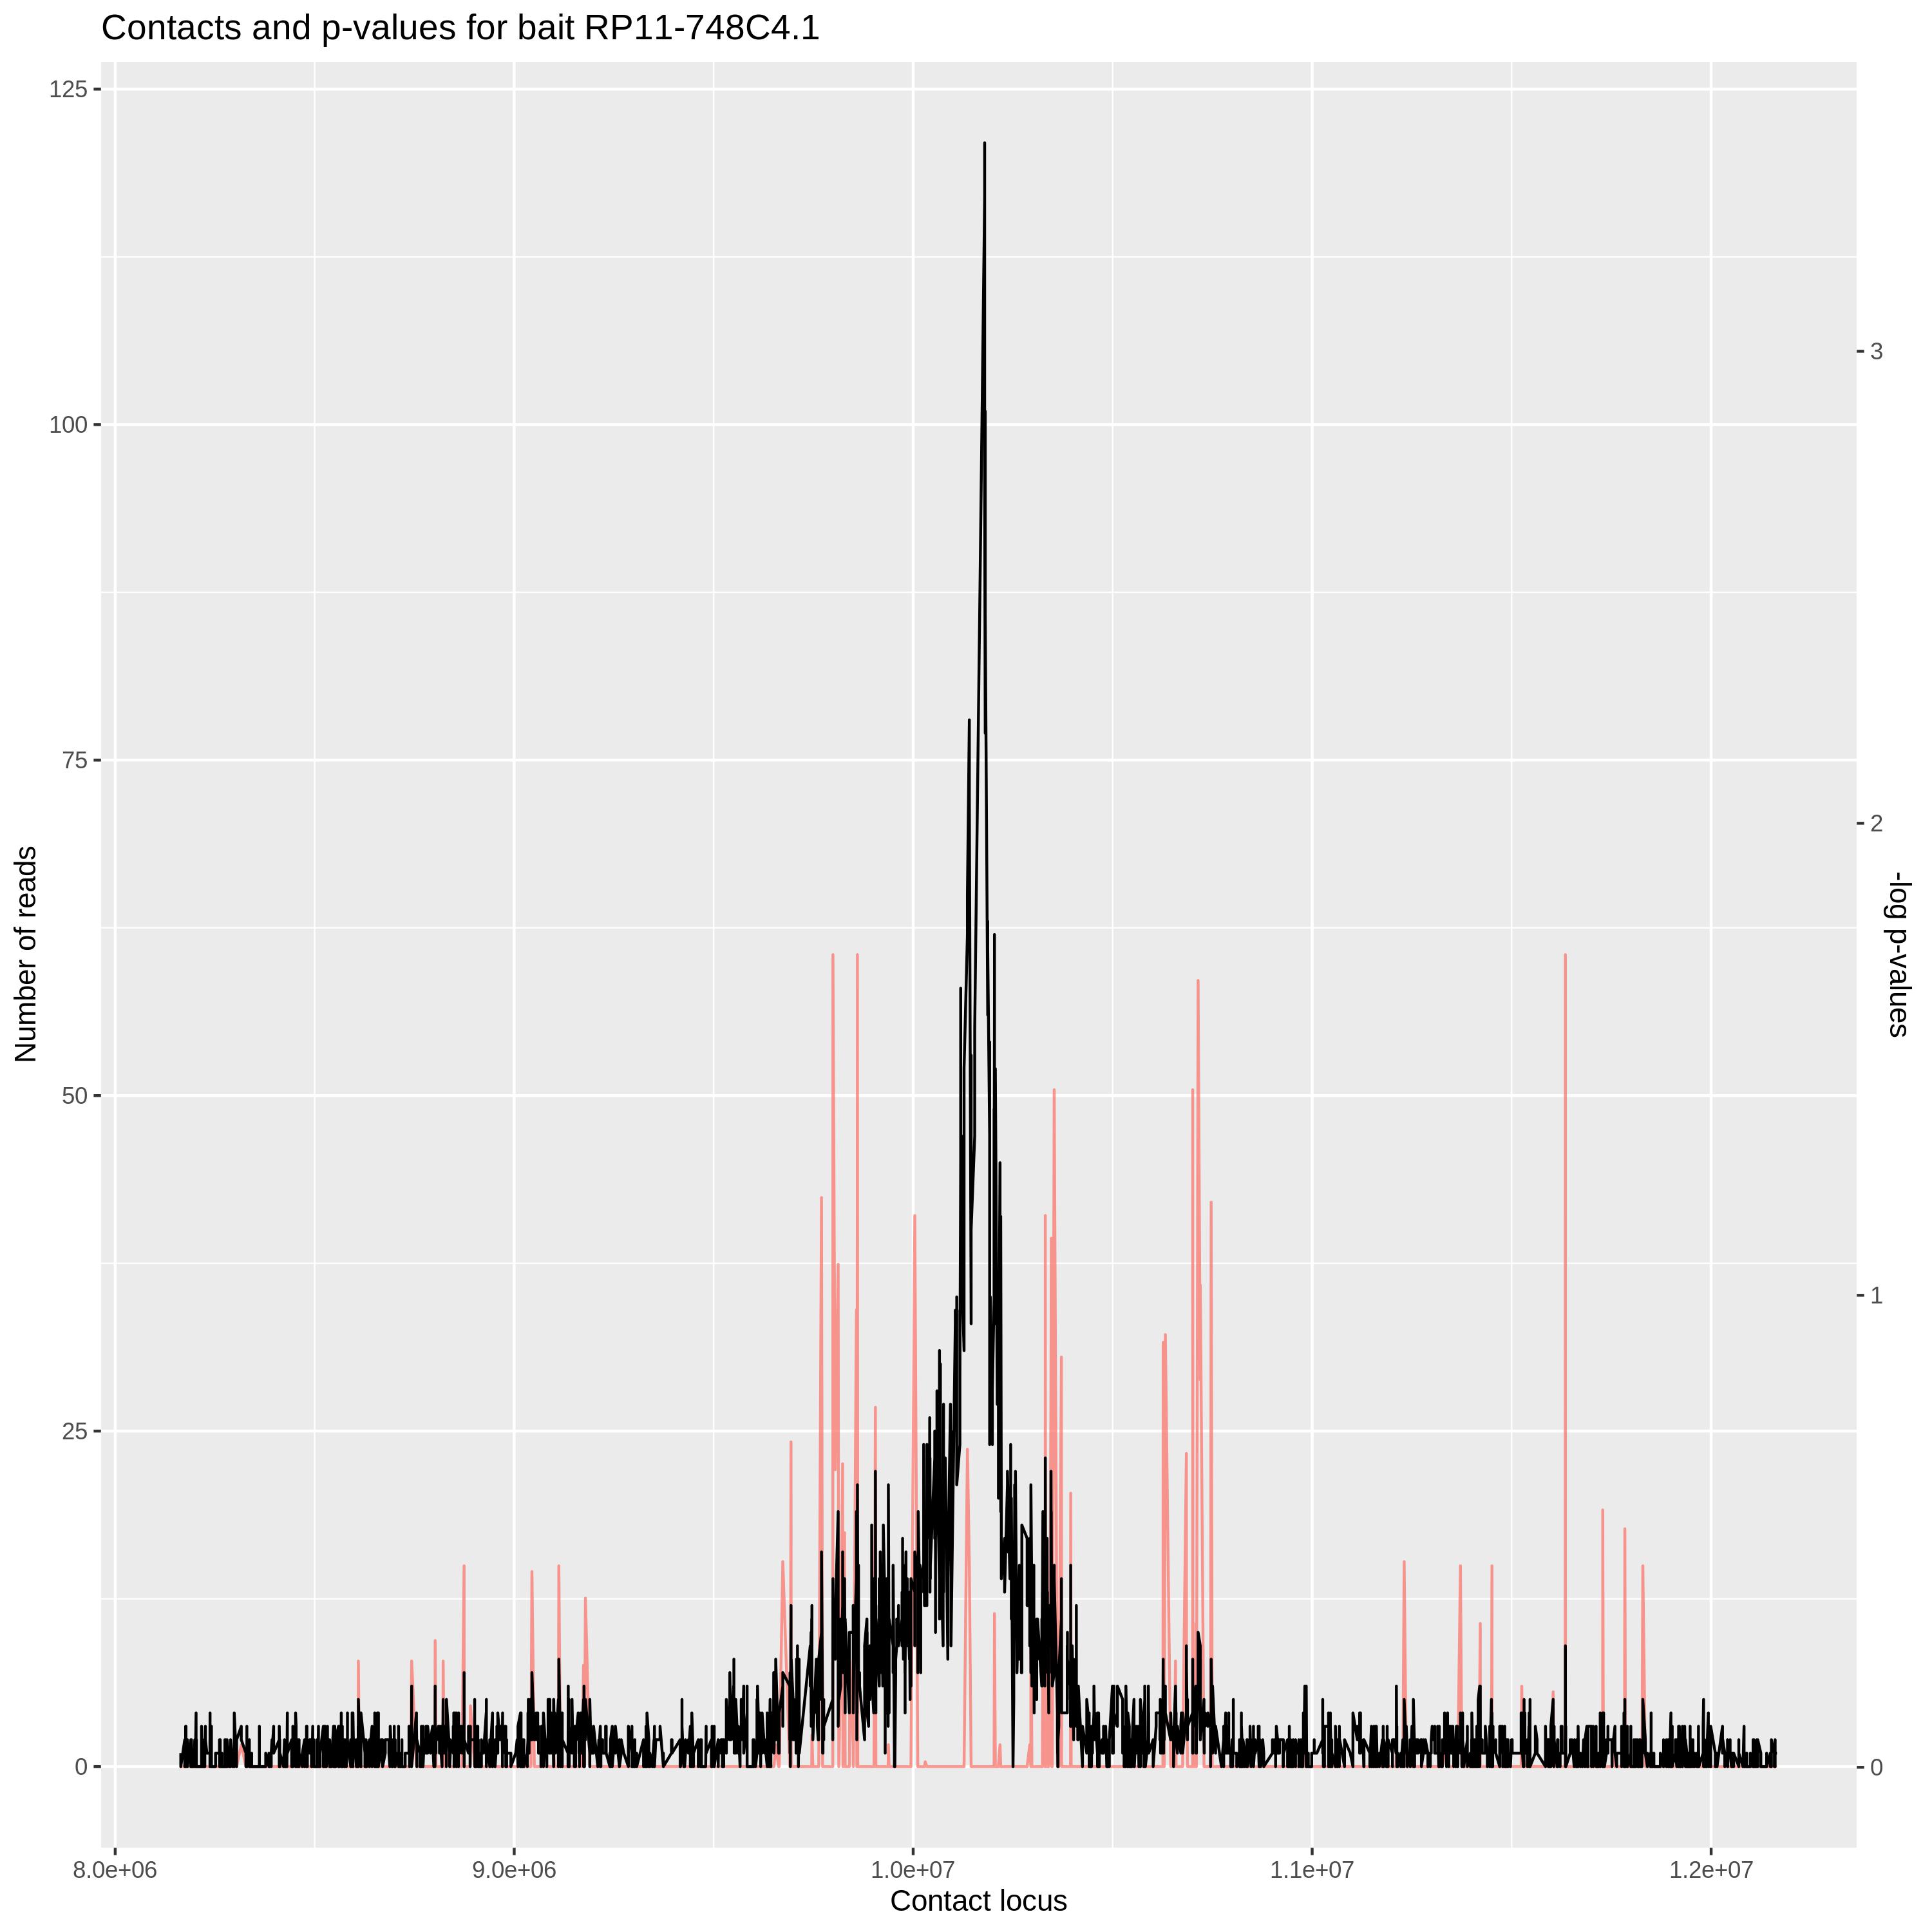 Contacts and p-values for bait RP11-748C4.1
125
100
75
50
25
0
3
2
1
0
Number of reads
-log p-values
8.0e+06
9.0e+06
1.0e+07
1.1e+07
1.2e+07
Contact locus